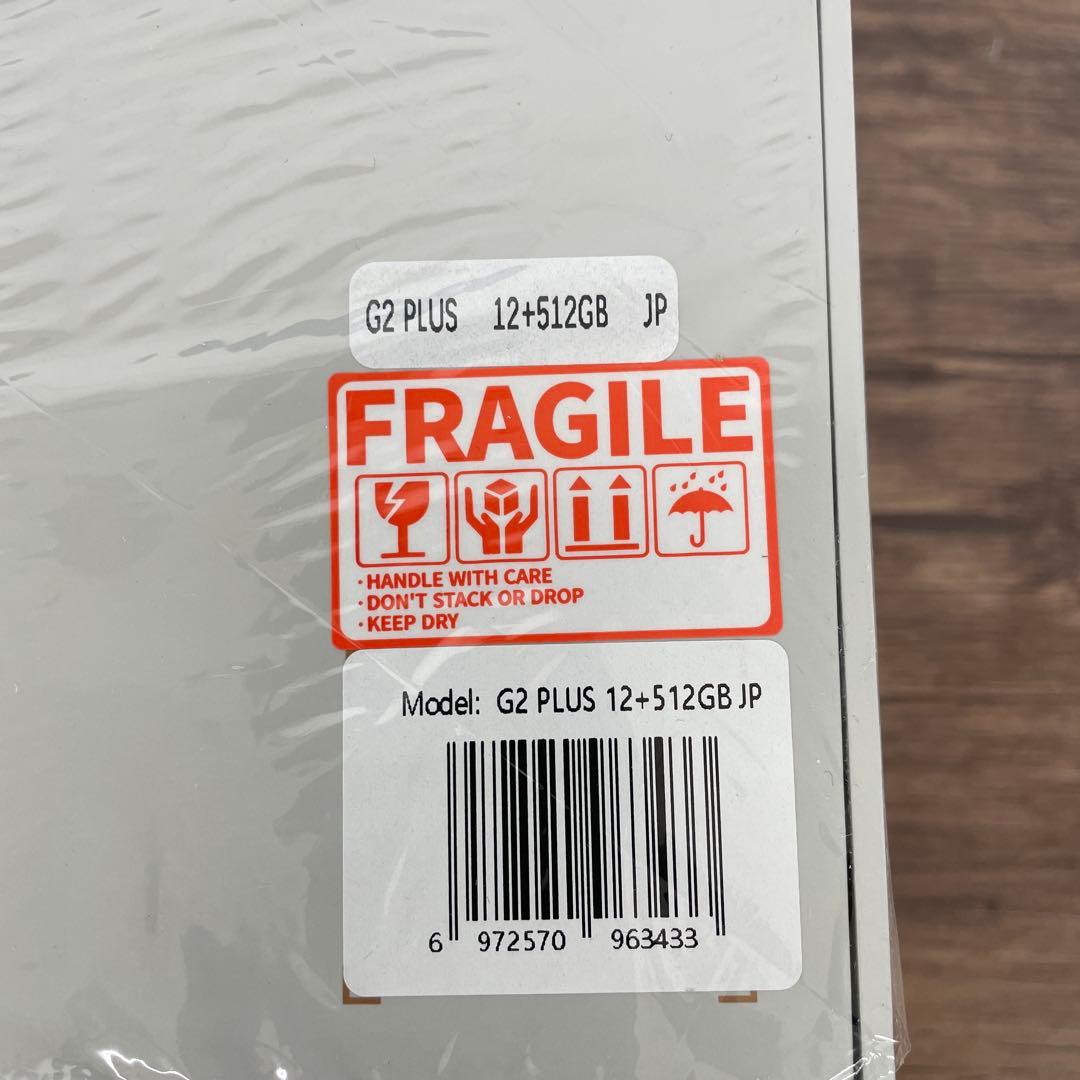 G2 PLUS 12+512GB JP
FRAGILE
·HANDLE WITH CARE
·DON'T STACK OR DROP
·KEEP DRY
Model: G2 PLUS 12+512GB JP
6 972570 963433